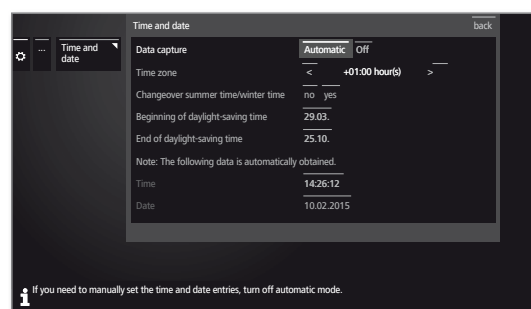 Time and date back
... Time and date
Data capture Automatic Off
Time zone < +01:00 hour(s) >
Changeover summer time/winter time no yes
Beginning of daylight-saving time 29.03.
End of daylight-saving time 25.10.
Note: The following data is automatically obtained.
Time 14:26:12
Date 10.02.2015
If you need to manually set the time and date entries, turn off automatic mode.